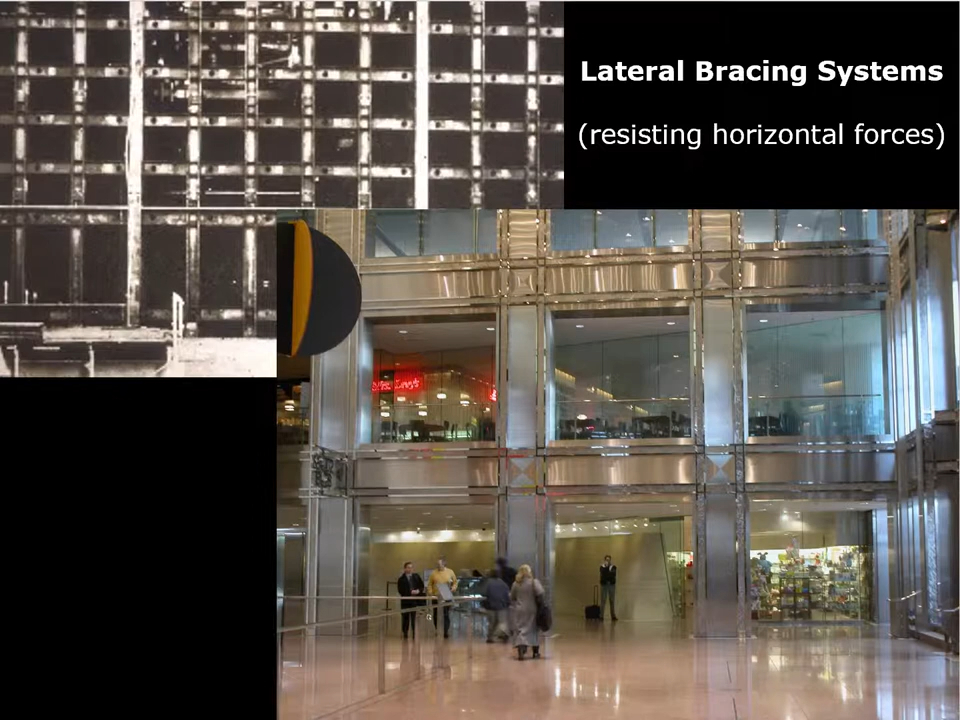 Lateral Bracing Systems
(resisting horizontal forces)